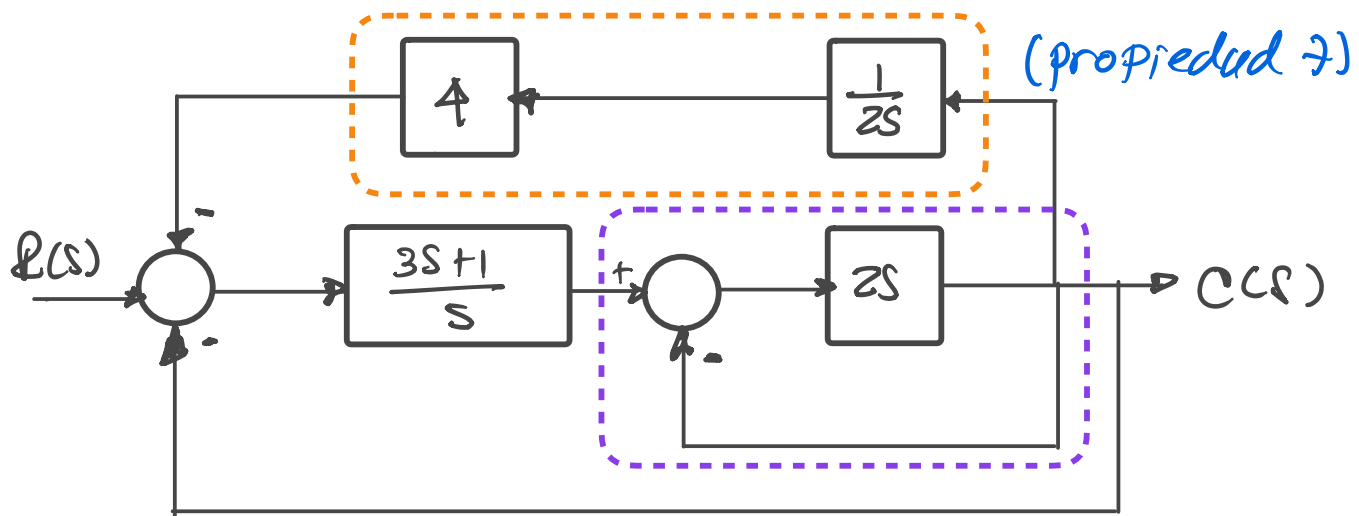 4
1
2S
(propiedad 7)
R(S)
-
3S+1
S
+
2S
C(S)
-
-